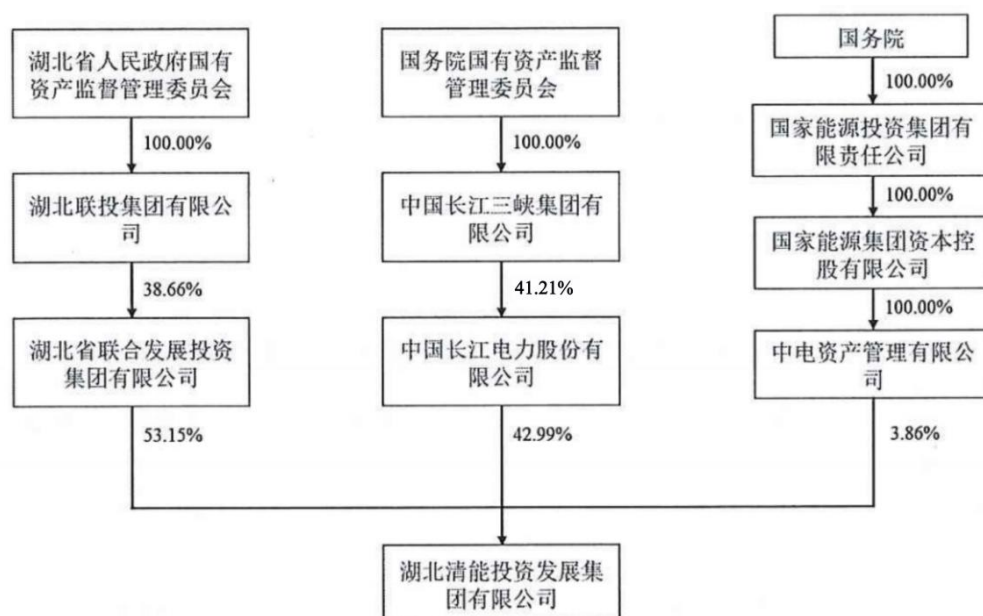 湖北省人民政府国有
资产监督管理委员会
100.00%
湖北联投集团有限公
司
38.66%
湖北省联合发展投资
集团有限公司
53.15%
国务院国有资产监督
管理委员会
100.00%
中国长江三峡集团有
限公司
41.21%
中国长江电力股份有
限公司
42.99%
国务院
100.00%
国家能源投资集团有
限责任公司
100.00%
国家能源集团资本控
股有限公司
100.00%
中电资产管理有限公
司
3.86%
湖北清能投资发展集
团有限公司